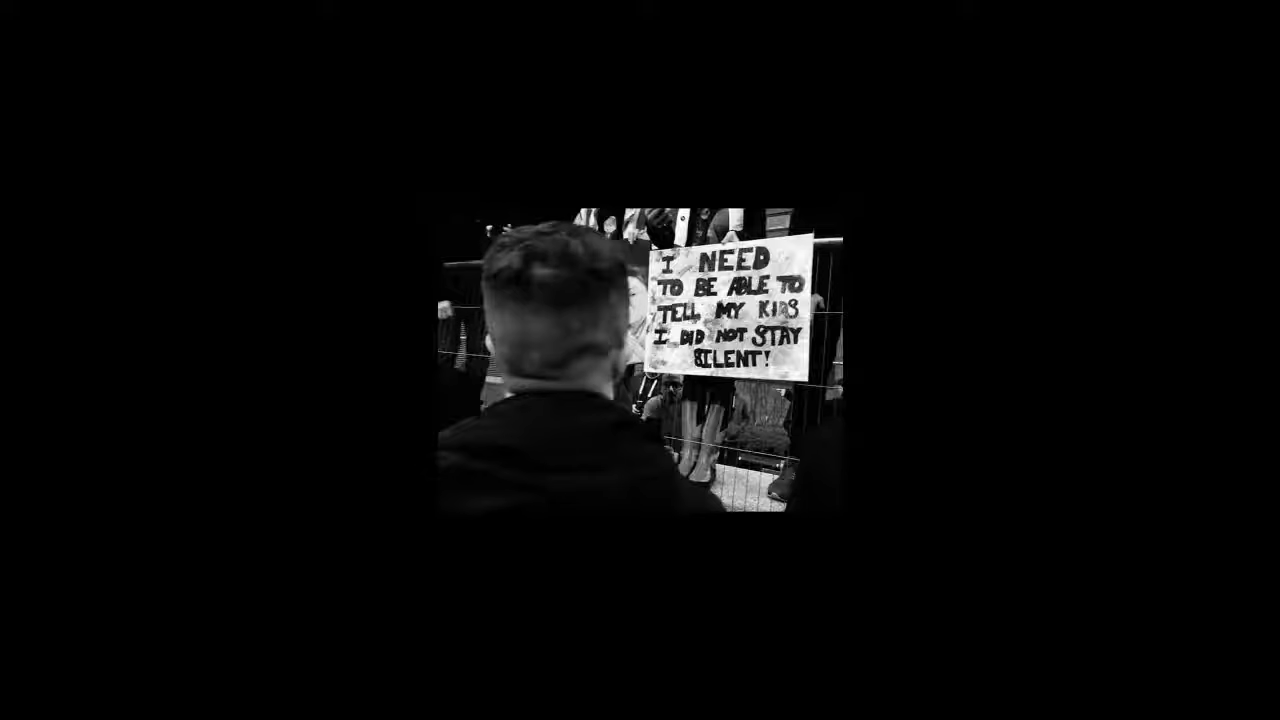 I NEED
TO BE ABLE TO
TELL MY KIDS
I DID NOT STAY
SILENT!